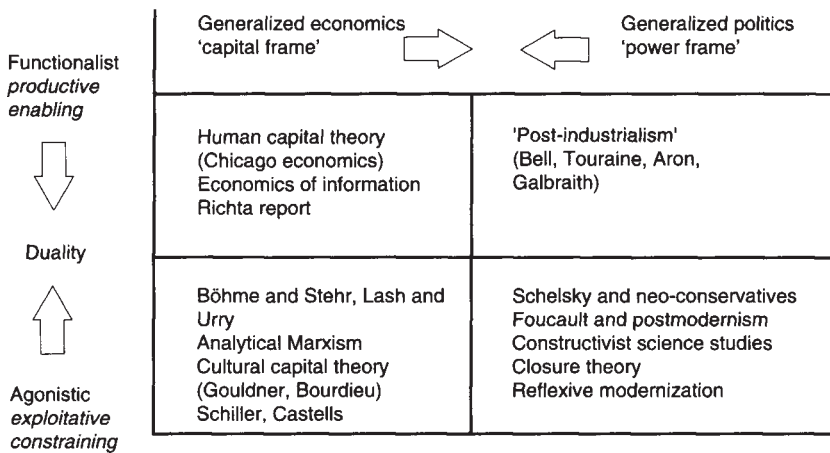 Generalized economics
'capital frame'
Generalized politics
'power frame'
Functionalist
productive
enabling
Human capital theory
(Chicago economics)
Economics of information
Richta report
'Post-industrialism'
(Bell, Touraine, Aron,
Galbraith)
Duality
Böhme and Stehr, Lash and
Urry
Analytical Marxism
Cultural capital theory
(Gouldner, Bourdieu)
Schiller, Castells
Schelsky and neo-conservatives
Foucault and postmodernism
Constructivist science studies
Closure theory
Reflexive modernization
Agonistic
exploitative
constraining